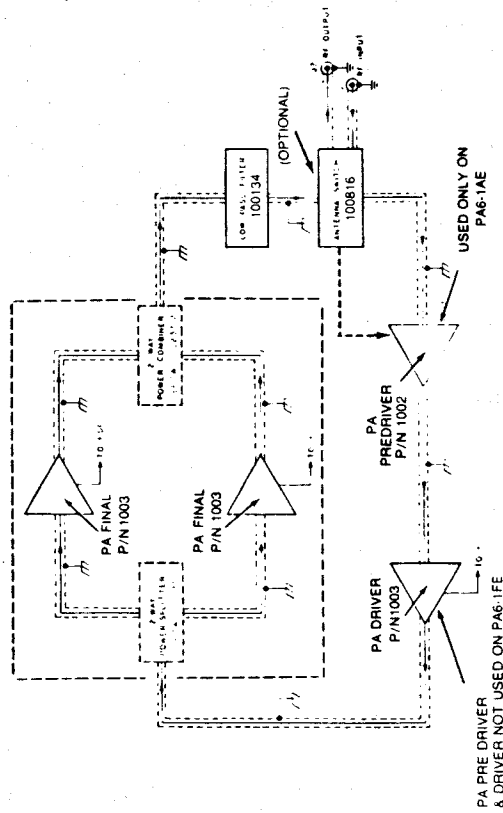 2 WAY
POWER SPLITTER
PA FINAL
P/N 1003
PA FINAL
P/N 1003
2 WAY
POWER COMBINER
LOW PASS FILTER
100134
(OPTIONAL)
ANTENNA SWITCH
100816
RF OUTPUT
RF INPUT
PA DRIVER
P/N1003
PA
PREDRIVER
P/N 1002
USED ONLY ON
PA6-1AE
PA PRE DRIVER
& DRIVER NOT USED ON PA6-1FE